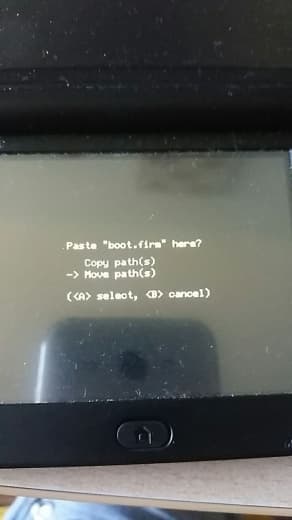 Paste "boot.firm" here?
Copy path(s)
-> Move path(s)
(<A> select, <B> cancel)